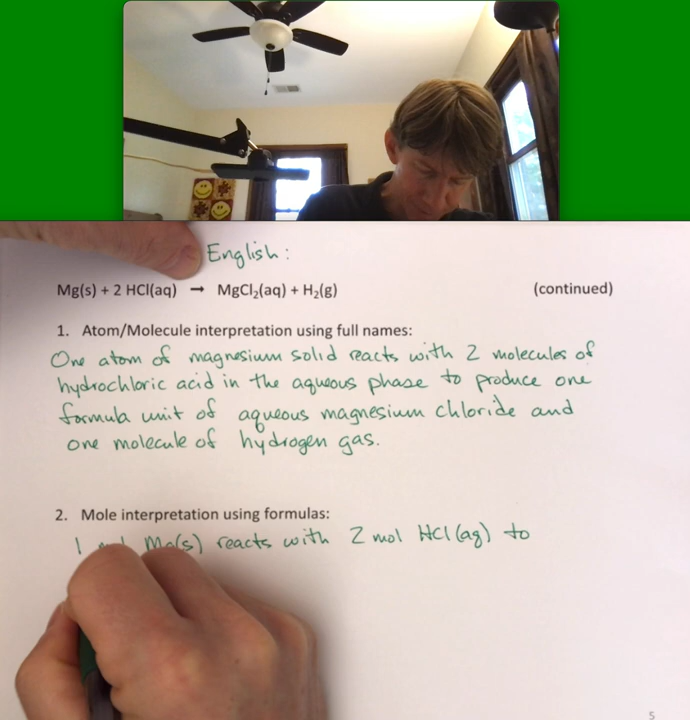 English:
Mg(s) + 2 HCl(aq) → MgCl₂(aq) + H₂(g) (continued)
1. Atom/Molecule interpretation using full names:
One atom of magnesium solid reacts with 2 molecules of
hydrochloric acid in the aqueous phase to produce one
formula unit of aqueous magnesium chloride and
one molecule of hydrogen gas.
2. Mole interpretation using formulas:
1 mol Mg(s) reacts with 2 mol HCl(aq) to
5